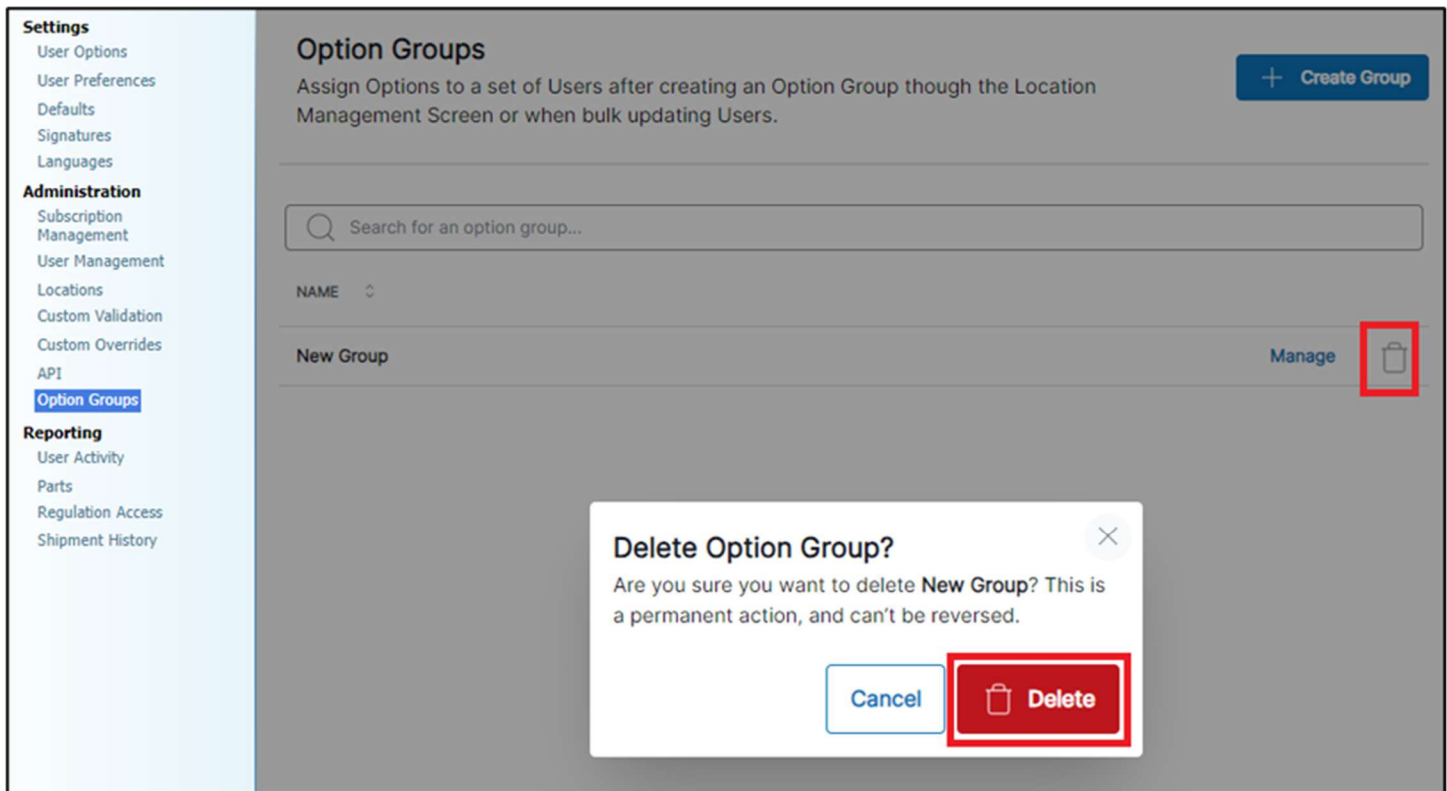 Settings
User Options
User Preferences
Defaults
Signatures
Languages
Administration
Subscription
Management
User Management
Locations
Custom Validation
Custom Overrides
API
Option Groups
Reporting
User Activity
Parts
Regulation Access
Shipment History
Option Groups
Assign Options to a set of Users after creating an Option Group though the Location
Management Screen or when bulk updating Users.
Create Group
Search for an option group...
NAME
New Group Manage
Delete Option Group?
Are you sure you want to delete New Group? This is
a permanent action, and can’t be reversed.
Cancel Delete